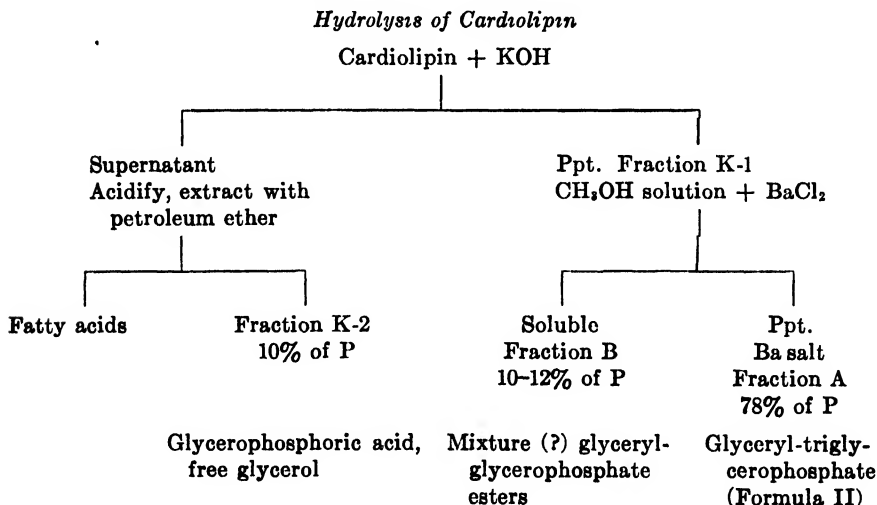 Hydrolysis of Cardiolipin
Cardiolipin + KOH
Supernatant
Acidify, extract with
petroleum ether
Ppt. Fraction K-1
CH₃OH solution + BaCl₂
Fatty acids
Fraction K-2
10% of P
Soluble
Fraction B
10–12% of P
Ppt.
Ba salt
Fraction A
78% of P
Glycerophosphoric acid,
free glycerol
Mixture (?) glyceryl-
glycerophosphate
esters
Glyceryl-trigly-
cerophosphate
(Formula II)